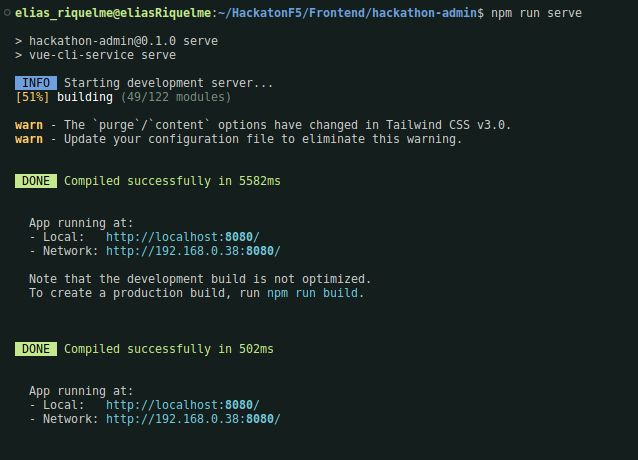 elias_riquelme@eliasRiquelme:~/HackatonF5/Frontend/hackathon-admin$ npm run serve
> hackathon-admin@0.1.0 serve
> vue-cli-service serve
INFO Starting development server...
[51%] building (49/122 modules)
warn - The `purge`/`content` options have changed in Tailwind CSS v3.0.
warn - Update your configuration file to eliminate this warning.
DONE Compiled successfully in 5582ms
App running at:
- Local: http://localhost:8080/
- Network: http://192.168.0.38:8080/
Note that the development build is not optimized.
To create a production build, run npm run build.
DONE Compiled successfully in 502ms
App running at:
- Local: http://localhost:8080/
- Network: http://192.168.0.38:8080/